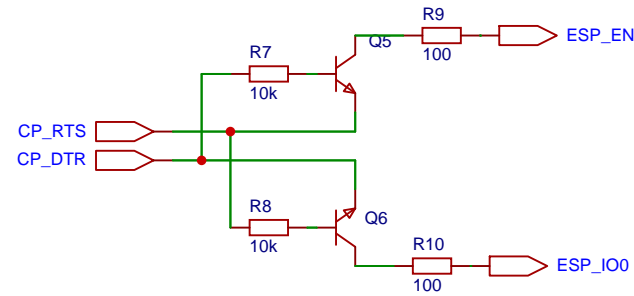 R9
ESP_EN
Q5
100
R7
10k
CP_RTS
CP_DTR
R8
Q6
10k
R10
ESP_IO0
100